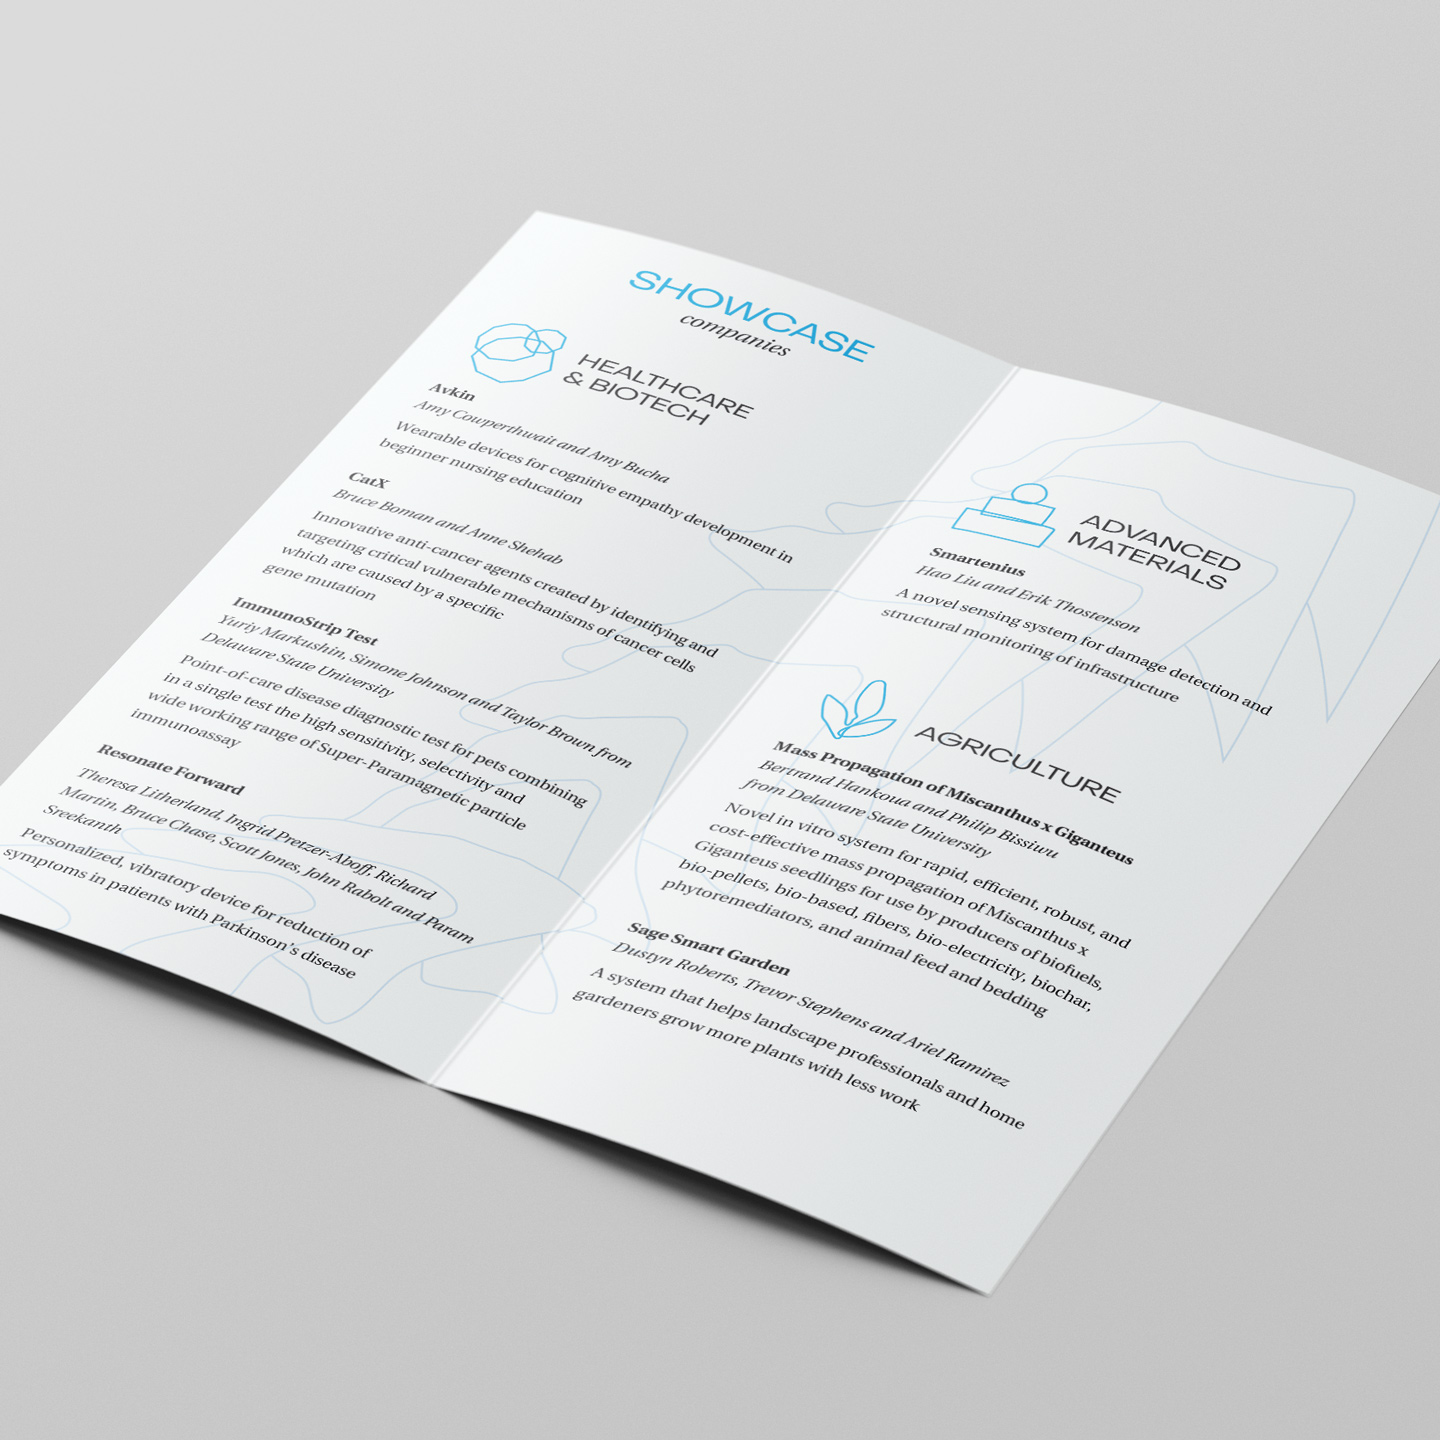 SHOWCASE
companies
HEALTHCARE
& BIOTECH
Avkin
Amy Cowperthwait and Amy Bucha
Wearable devices for cognitive empathy development in
beginner nursing education
CatX
Bruce Boman and Anne Shehab
Innovative anti-cancer agents created by identifying and
targeting critical vulnerable mechanisms of cancer cells
which are caused by a specific
gene mutation
ImmunoStrip Test
Yuriy Markushin, Simone Johnson and Taylor Brown from
Delaware State University
Point-of-care disease diagnostic test for pets combining
in a single test the high sensitivity, selectivity and
wide working range of Super-Paramagnetic particle
immunoassay
Resonate Forward
Theresa Litherland, Ingrid Pretzer-Aboff, Richard
Martin, Bruce Chase, Scott Jones, John Rabolt and Param
Sreekanth
Personalized, vibratory device for reduction of
symptoms in patients with Parkinson's disease
ADVANCED
MATERIALS
Smartenius
Hao Liu and Erik Thostenson
A novel sensing system for damage detection and
structural monitoring of infrastructure
AGRICULTURE
Mass Propagation of Miscanthus x Giganteus
Bertrand Hankoua and Philip Bissiwu
from Delaware State University
Novel in vitro system for rapid, efficient, robust, and
cost-effective mass propagation of Miscanthus x
Giganteus seedlings for use by producers of biofuels,
bio-pellets, bio-based, fibers, bio-electricity, biochar,
phytoremediators, and animal feed and bedding
Sage Smart Garden
Dustyn Roberts, Trevor Stephens and Ariel Ramirez
A system that helps landscape professionals and home
gardeners grow more plants with less work